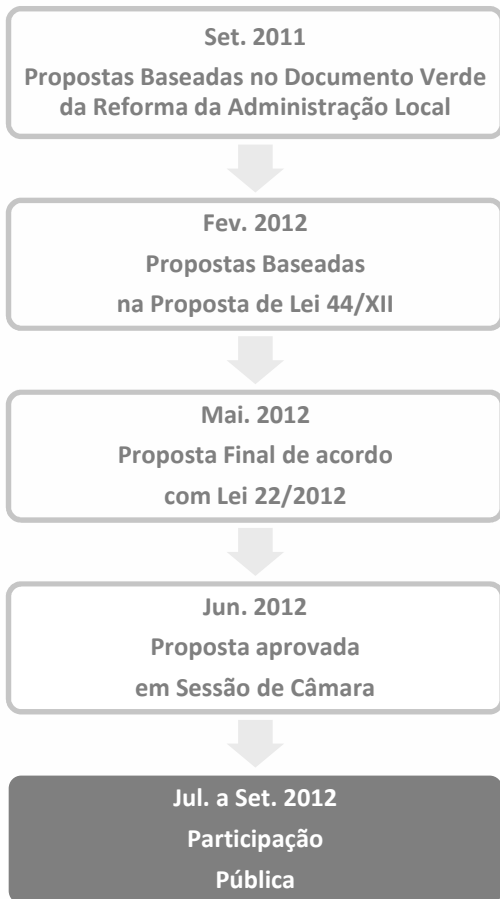 Set. 2011
Propostas Baseadas no Documento Verde
da Reforma da Administração Local
Fev. 2012
Propostas Baseadas
na Proposta de Lei 44/XII
Mai. 2012
Proposta Final de acordo
com Lei 22/2012
Jun. 2012
Proposta aprovada
em Sessão de Câmara
Jul. a Set. 2012
Participação
Pública